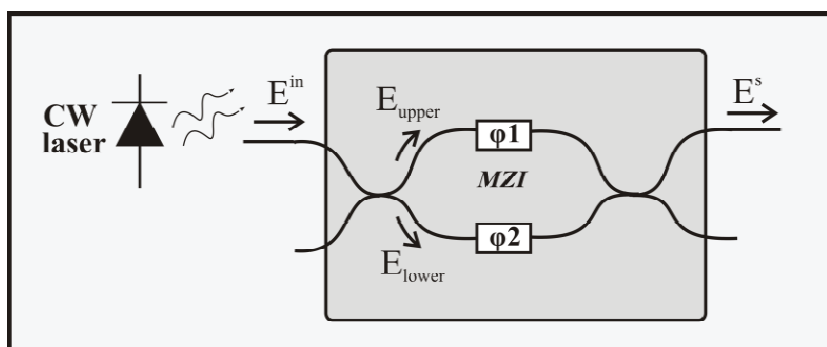 CW
laser
E^in
E_upper
φ1
MZI
φ2
E_lower
E^s